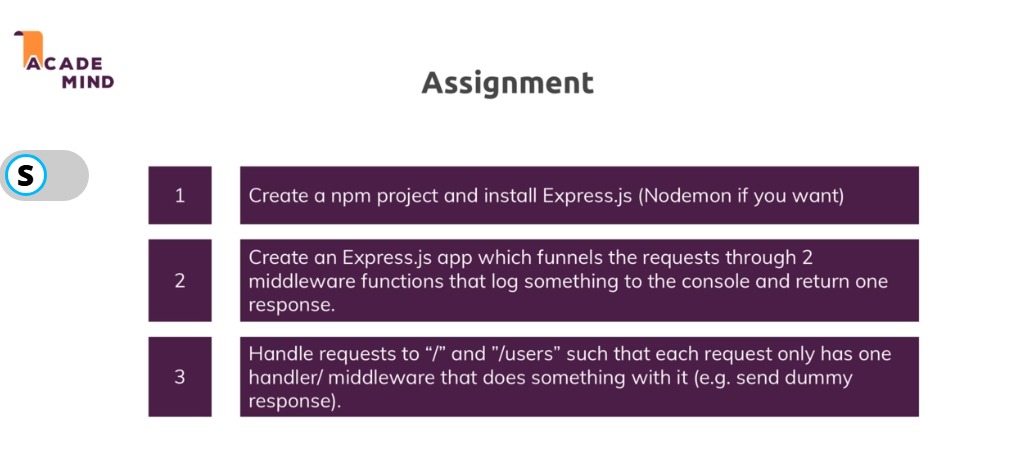 ACADE
MIND
Assignment
S
1
Create a npm project and install Express.js (Nodemon if you want)
2
Create an Express.js app which funnels the requests through 2
middleware functions that log something to the console and return one
response.
3
Handle requests to “/” and ”/users” such that each request only has one
handler/ middleware that does something with it (e.g. send dummy
response).